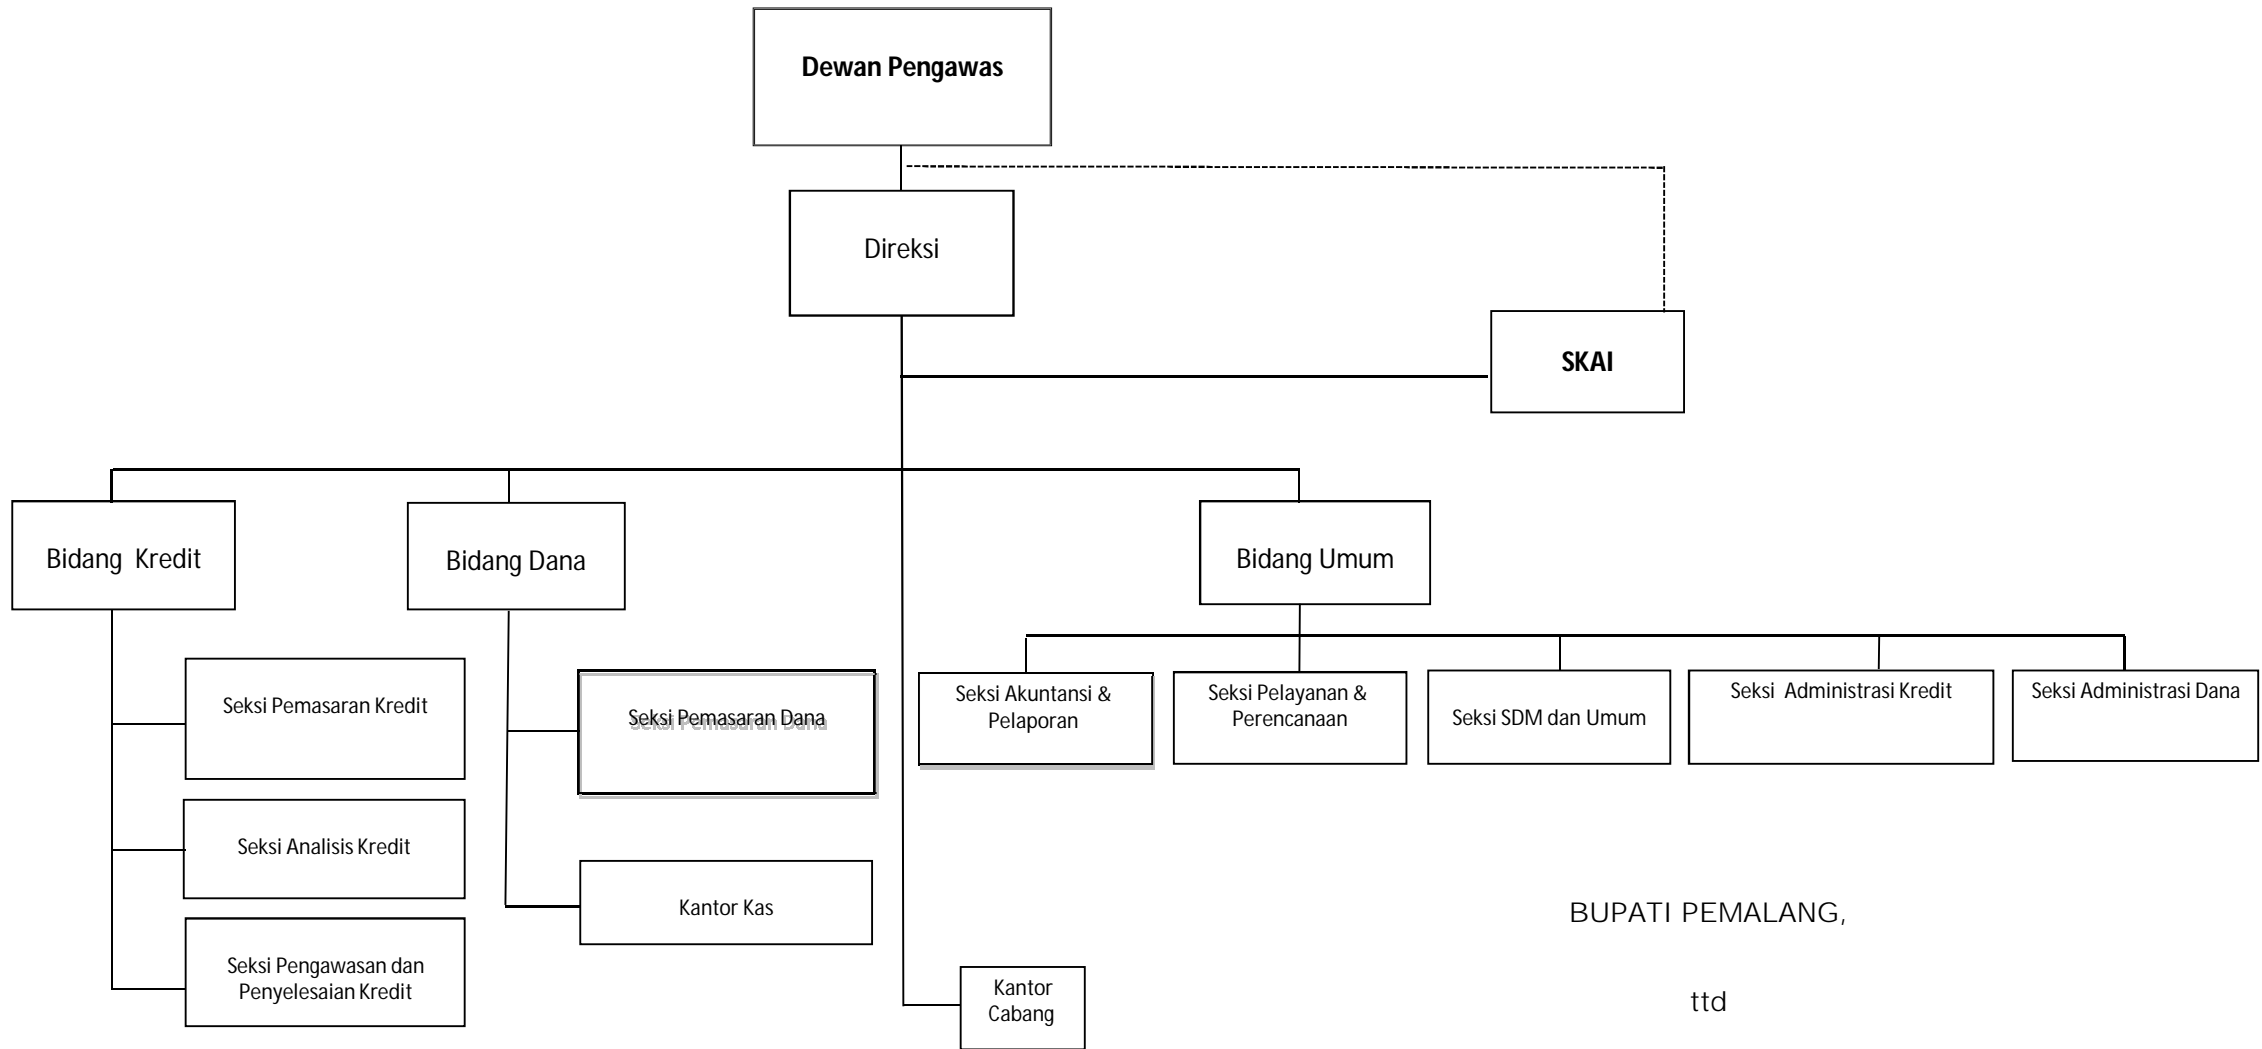 Dewan Pengawas
Direksi
SKAI
Bidang Kredit
Bidang Dana
Bidang Umum
Seksi Pemasaran Kredit
Seksi Analisis Kredit
Seksi Pengawasan dan
Penyelesaian Kredit
Seksi Pemasaran Dana
Kantor Kas
Kantor
Cabang
Seksi Akuntansi &
Pelaporan
Seksi Pelayanan &
Perencanaan
Seksi SDM dan Umum
Seksi Administrasi Kredit
Seksi Administrasi Dana
BUPATI PEMALANG,
ttd